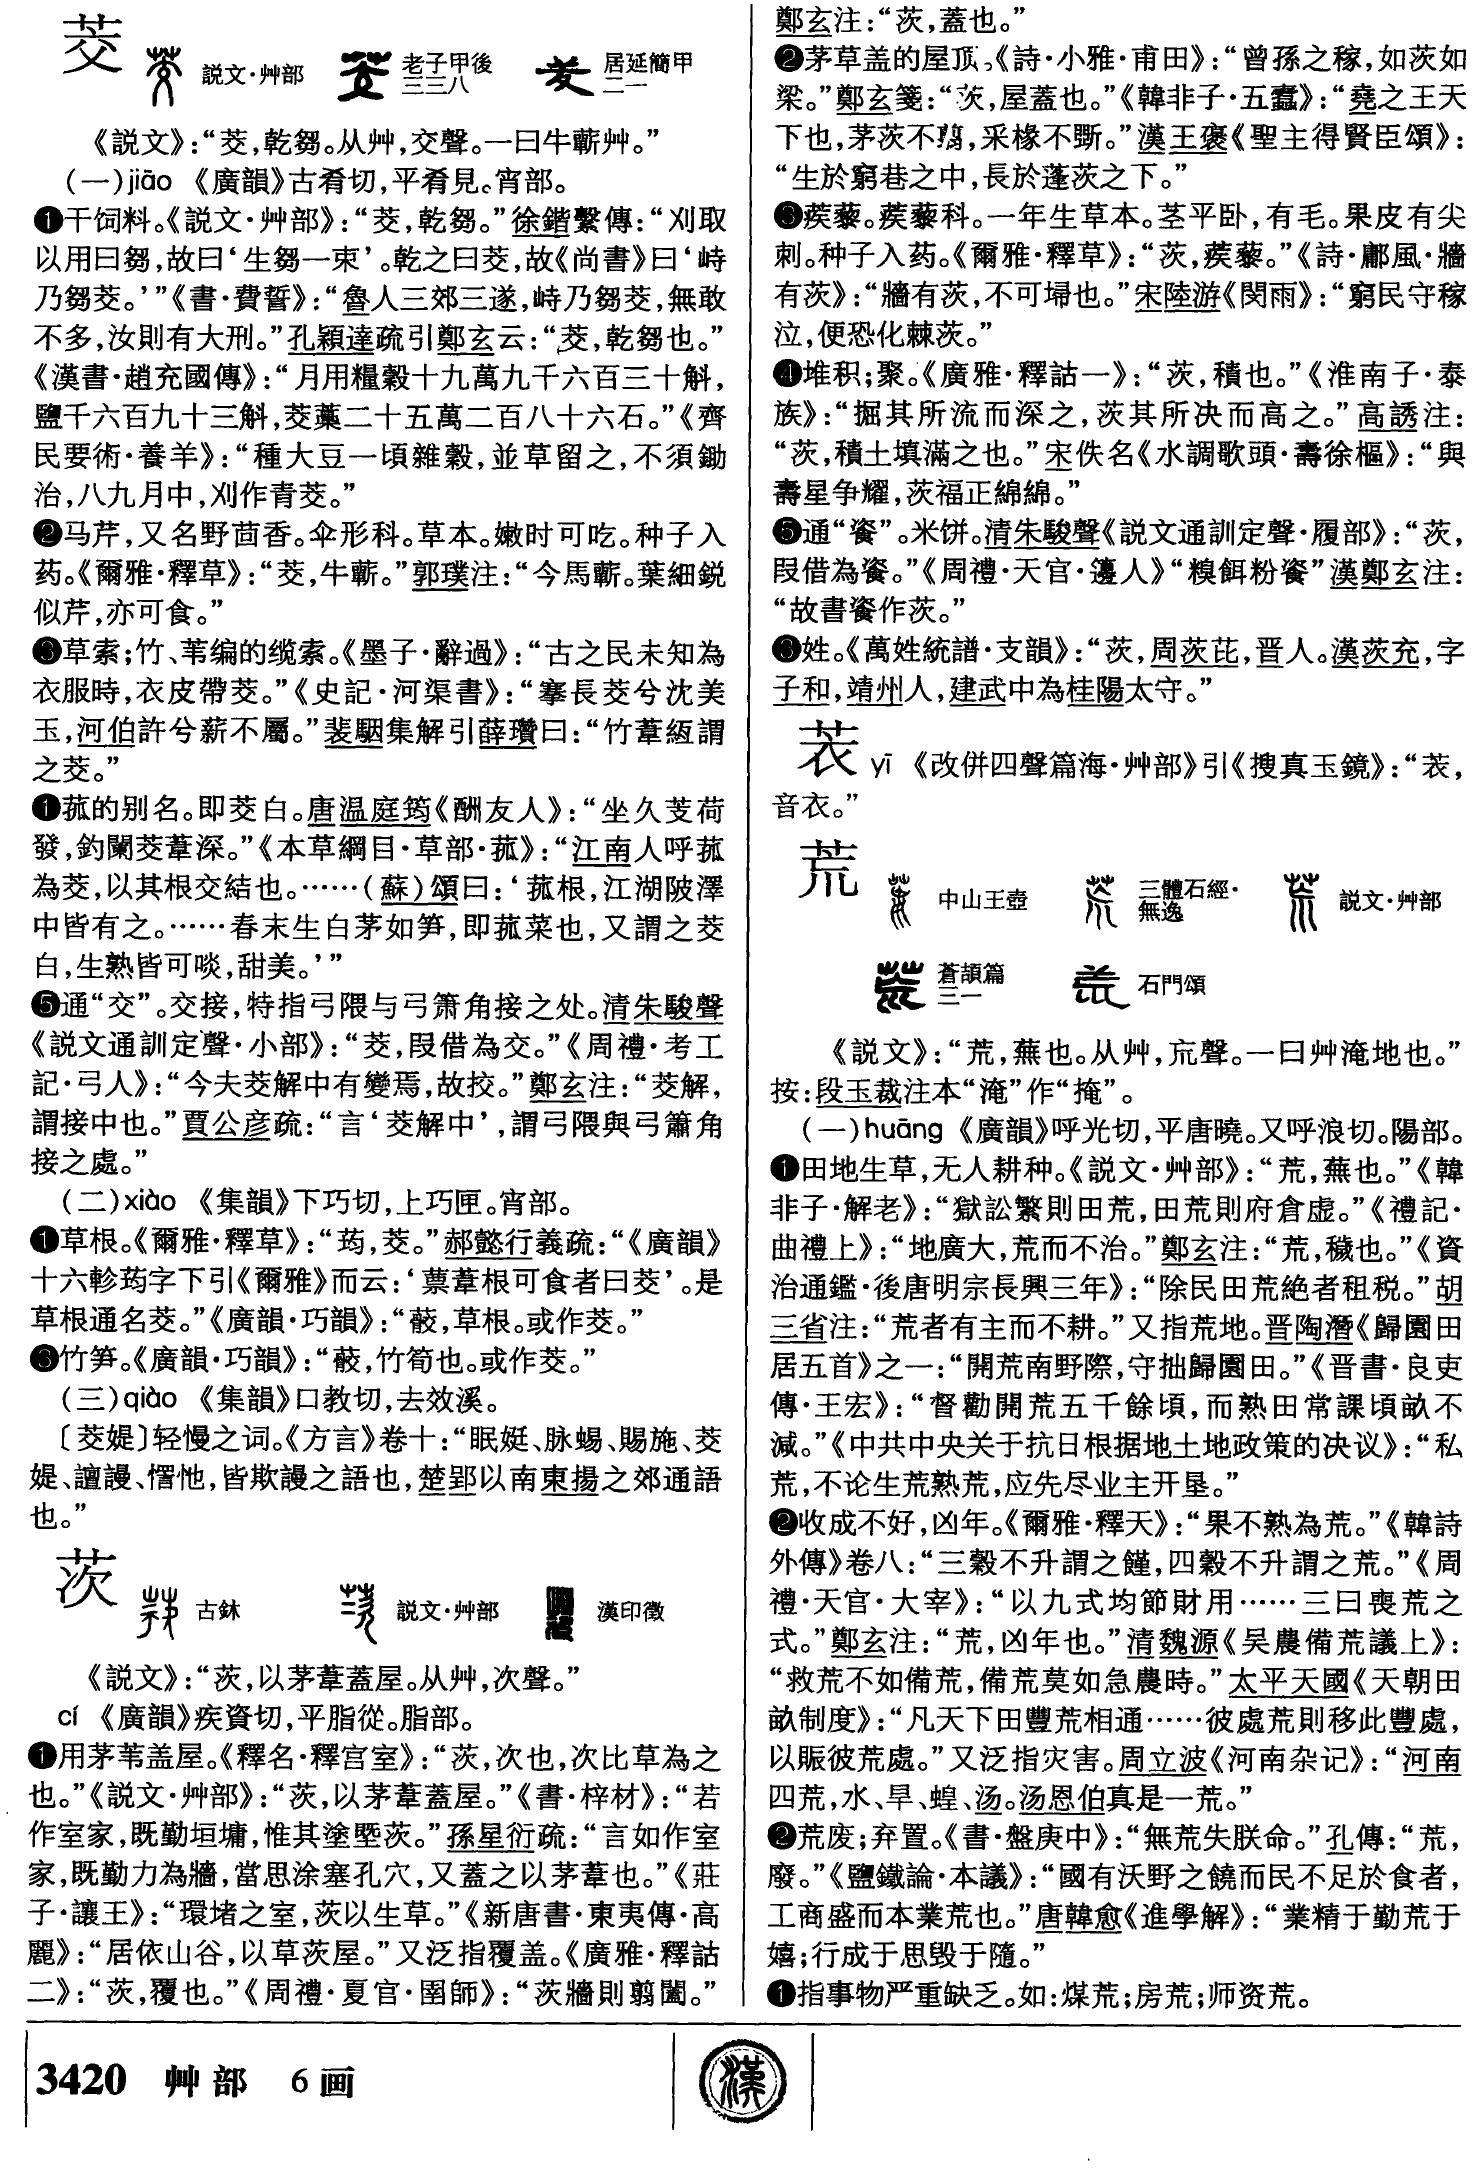 茭
説文·艸部
老子甲後
三三八
居延簡甲
二一
《説文》：“茭，乾芻。从艸，交聲。一曰牛蘄艸。”
(一)jiāo 《廣韻》古肴切，平肴見。宵部。
❶干饲料。《説文·艸部》：“茭，乾芻。”徐鍇繫傳：“刈取
以用曰芻，故曰‘生芻一束’。乾之曰茭，故《尚書》曰‘峙
乃芻茭。’”《書·費誓》：“魯人三郊三遂，峙乃芻茭，無敢
不多，汝則有大刑。”孔穎達疏引鄭玄云：“茭，乾芻也。”
《漢書·趙充國傳》：“月用糧穀十九萬九千六百三十斛，
鹽千六百九十三斛，茭藁二十五萬二百八十六石。”《齊
民要術·養羊》：“種大豆一頃雜穀，並草留之，不須鋤
治，八九月中，刈作青茭。”
❷马芹，又名野茴香。伞形科。草本。嫩时可吃。种子入
药。《爾雅·釋草》：“茭，牛蘄。”郭璞注：“今馬蘄。葉細鋭
似芹，亦可食。”
❸草索；竹、苇编的缆索。《墨子·辭過》：“古之民未知為
衣服時，衣皮帶茭。”《史記·河渠書》：“搴長茭兮沈美
玉，河伯許兮薪不屬。”裴駰集解引薛瓚曰：“竹葦絙謂
之茭。”
❶菰的别名。即茭白。唐温庭筠《酬友人》：“坐久芰荷
發，釣闌茭葦深。”《本草綱目·草部·菰》：“江南人呼菰
為茭，以其根交結也。……(蘇)頌曰：‘菰根，江湖陂澤
中皆有之。……春末生白茅如笋，即菰菜也，又謂之茭
白，生熟皆可啖，甜美。’”
❺通“交”。交接，特指弓隈与弓箫角接之处。清朱駿聲
《説文通訓定聲·小部》：“茭，叚借為交。”《周禮·考工
記·弓人》：“今夫茭解中有變焉，故挍。”鄭玄注：“茭解，
謂接中也。”賈公彦疏：“言‘茭解中’，謂弓隈與弓簫角
接之處。”
(二)xiào 《集韻》下巧切，上巧匣。宵部。
❶草根。《爾雅·釋草》：“荺，茭。”郝懿行義疏：“《廣韻》
十六軫荺字下引《爾雅》而云：‘蔈葦根可食者曰茭’。是
草根通名茭。”《廣韻·巧韻》：“䕧，草根。或作茭。”
❸竹笋。《廣韻·巧韻》：“䕧，竹筍也。或作茭。”
(三)qiào 《集韻》口教切，去效溪。
〔茭媞〕轻慢之词。《方言》卷十：“眠娗、脉蜴、賜施、茭
媞、譠謾、慴忚，皆欺謾之語也，楚郢以南東揚之郊通語
也。”
茨
古鉥
説文·艸部
漢印徵
《説文》：“茨，以茅葦蓋屋。从艸，次聲。”
cí 《廣韻》疾資切，平脂從。脂部。
❶用茅苇盖屋。《釋名·釋宫室》：“茨，次也，次比草為之
也。”《説文·艸部》：“茨，以茅葦蓋屋。”《書·梓材》：“若
作室家，既勤垣墉，惟其塗塈茨。”孫星衍疏：“言如作室
家，既勤力為牆，當思涂塞孔穴，又蓋之以茅葦也。”《莊
子·讓王》：“環堵之室，茨以生草。”《新唐書·東夷傳·高
麗》：“居依山谷，以草茨屋。”又泛指覆盖。《廣雅·釋詁
二》：“茨，覆也。”《周禮·夏官·圉師》：“茨牆則翦闔。”
鄭玄注：“茨，蓋也。”
❷茅草盖的屋顶。《詩·小雅·甫田》：“曾孫之稼，如茨如
梁。”鄭玄箋：“茨，屋蓋也。”《韓非子·五蠹》：“堯之王天
下也，茅茨不翦，采椽不斲。”漢王褒《聖主得賢臣頌》：
“生於窮巷之中，長於蓬茨之下。”
❸蒺藜。蒺藜科。一年生草本。茎平卧，有毛。果皮有尖
刺。种子入药。《爾雅·釋草》：“茨，蒺藜。”《詩·鄘風·牆
有茨》：“牆有茨，不可埽也。”宋陸游《閔雨》：“窮民守稼
泣，便恐化棘茨。”
❹堆积；聚。《廣雅·釋詁一》：“茨，積也。”《淮南子·泰
族》：“掘其所流而深之，茨其所决而高之。”高誘注：
“茨，積土填滿之也。”宋佚名《水調歌頭·壽徐樞》：“與
壽星争耀，茨福正綿綿。”
❺通“餈”。米饼。清朱駿聲《説文通訓定聲·履部》：“茨，
叚借為餈。”《周禮·天官·籩人》“糗餌粉餈”漢鄭玄注：
“故書餈作茨。”
❸姓。《萬姓統譜·支韻》：“茨，周茨芘，晋人。漢茨充，字
子和，靖州人，建武中為桂陽太守。”
䒾 yī 《改併四聲篇海·艸部》引《搜真玉鏡》：“䒾，
音衣。”
荒
中山王壺
三體石經·
無逸
説文·艸部
蒼頡篇
三一
石門頌
《説文》：“荒，蕪也。从艸，巟聲。一曰艸淹地也。”
按：段玉裁注本“淹”作“掩”。
(一)huāng 《廣韻》呼光切，平唐曉。又呼浪切。陽部。
❶田地生草，无人耕种。《説文·艸部》：“荒，蕪也。”《韓
非子·解老》：“獄訟繁則田荒，田荒則府倉虚。”《禮記·
曲禮上》：“地廣大，荒而不治。”鄭玄注：“荒，穢也。”《資
治通鑑·後唐明宗長興三年》：“除民田荒絶者租税。”胡
三省注：“荒者有主而不耕。”又指荒地。晋陶潛《歸園田
居五首》之一：“開荒南野際，守拙歸園田。”《晋書·良吏
傳·王宏》：“督勸開荒五千餘頃，而熟田常課頃畝不
減。”《中共中央关于抗日根据地土地政策的决议》：“私
荒，不论生荒熟荒，应先尽业主开垦。”
❷收成不好，凶年。《爾雅·釋天》：“果不熟為荒。”《韓詩
外傳》卷八：“三穀不升謂之饉，四穀不升謂之荒。”《周
禮·天官·大宰》：“以九式均節財用……三曰喪荒之
式。”鄭玄注：“荒，凶年也。”清魏源《吴農備荒議上》：
“救荒不如備荒，備荒莫如急農時。”太平天國《天朝田
畝制度》：“凡天下田豐荒相通……彼處荒則移此豐處，
以賑彼荒處。”又泛指灾害。周立波《河南杂记》：“河南
四荒，水、旱、蝗、汤。汤恩伯真是一荒。”
❷荒废；弃置。《書·盤庚中》：“無荒失朕命。”孔傳：“荒，
廢。”《鹽鐵論·本議》：“國有沃野之饒而民不足於食者，
工商盛而本業荒也。”唐韓愈《進學解》：“業精于勤荒于
嬉；行成于思毁于隨。”
❶指事物严重缺乏。如：煤荒；房荒；师资荒。
3420 艸部 6画
漢